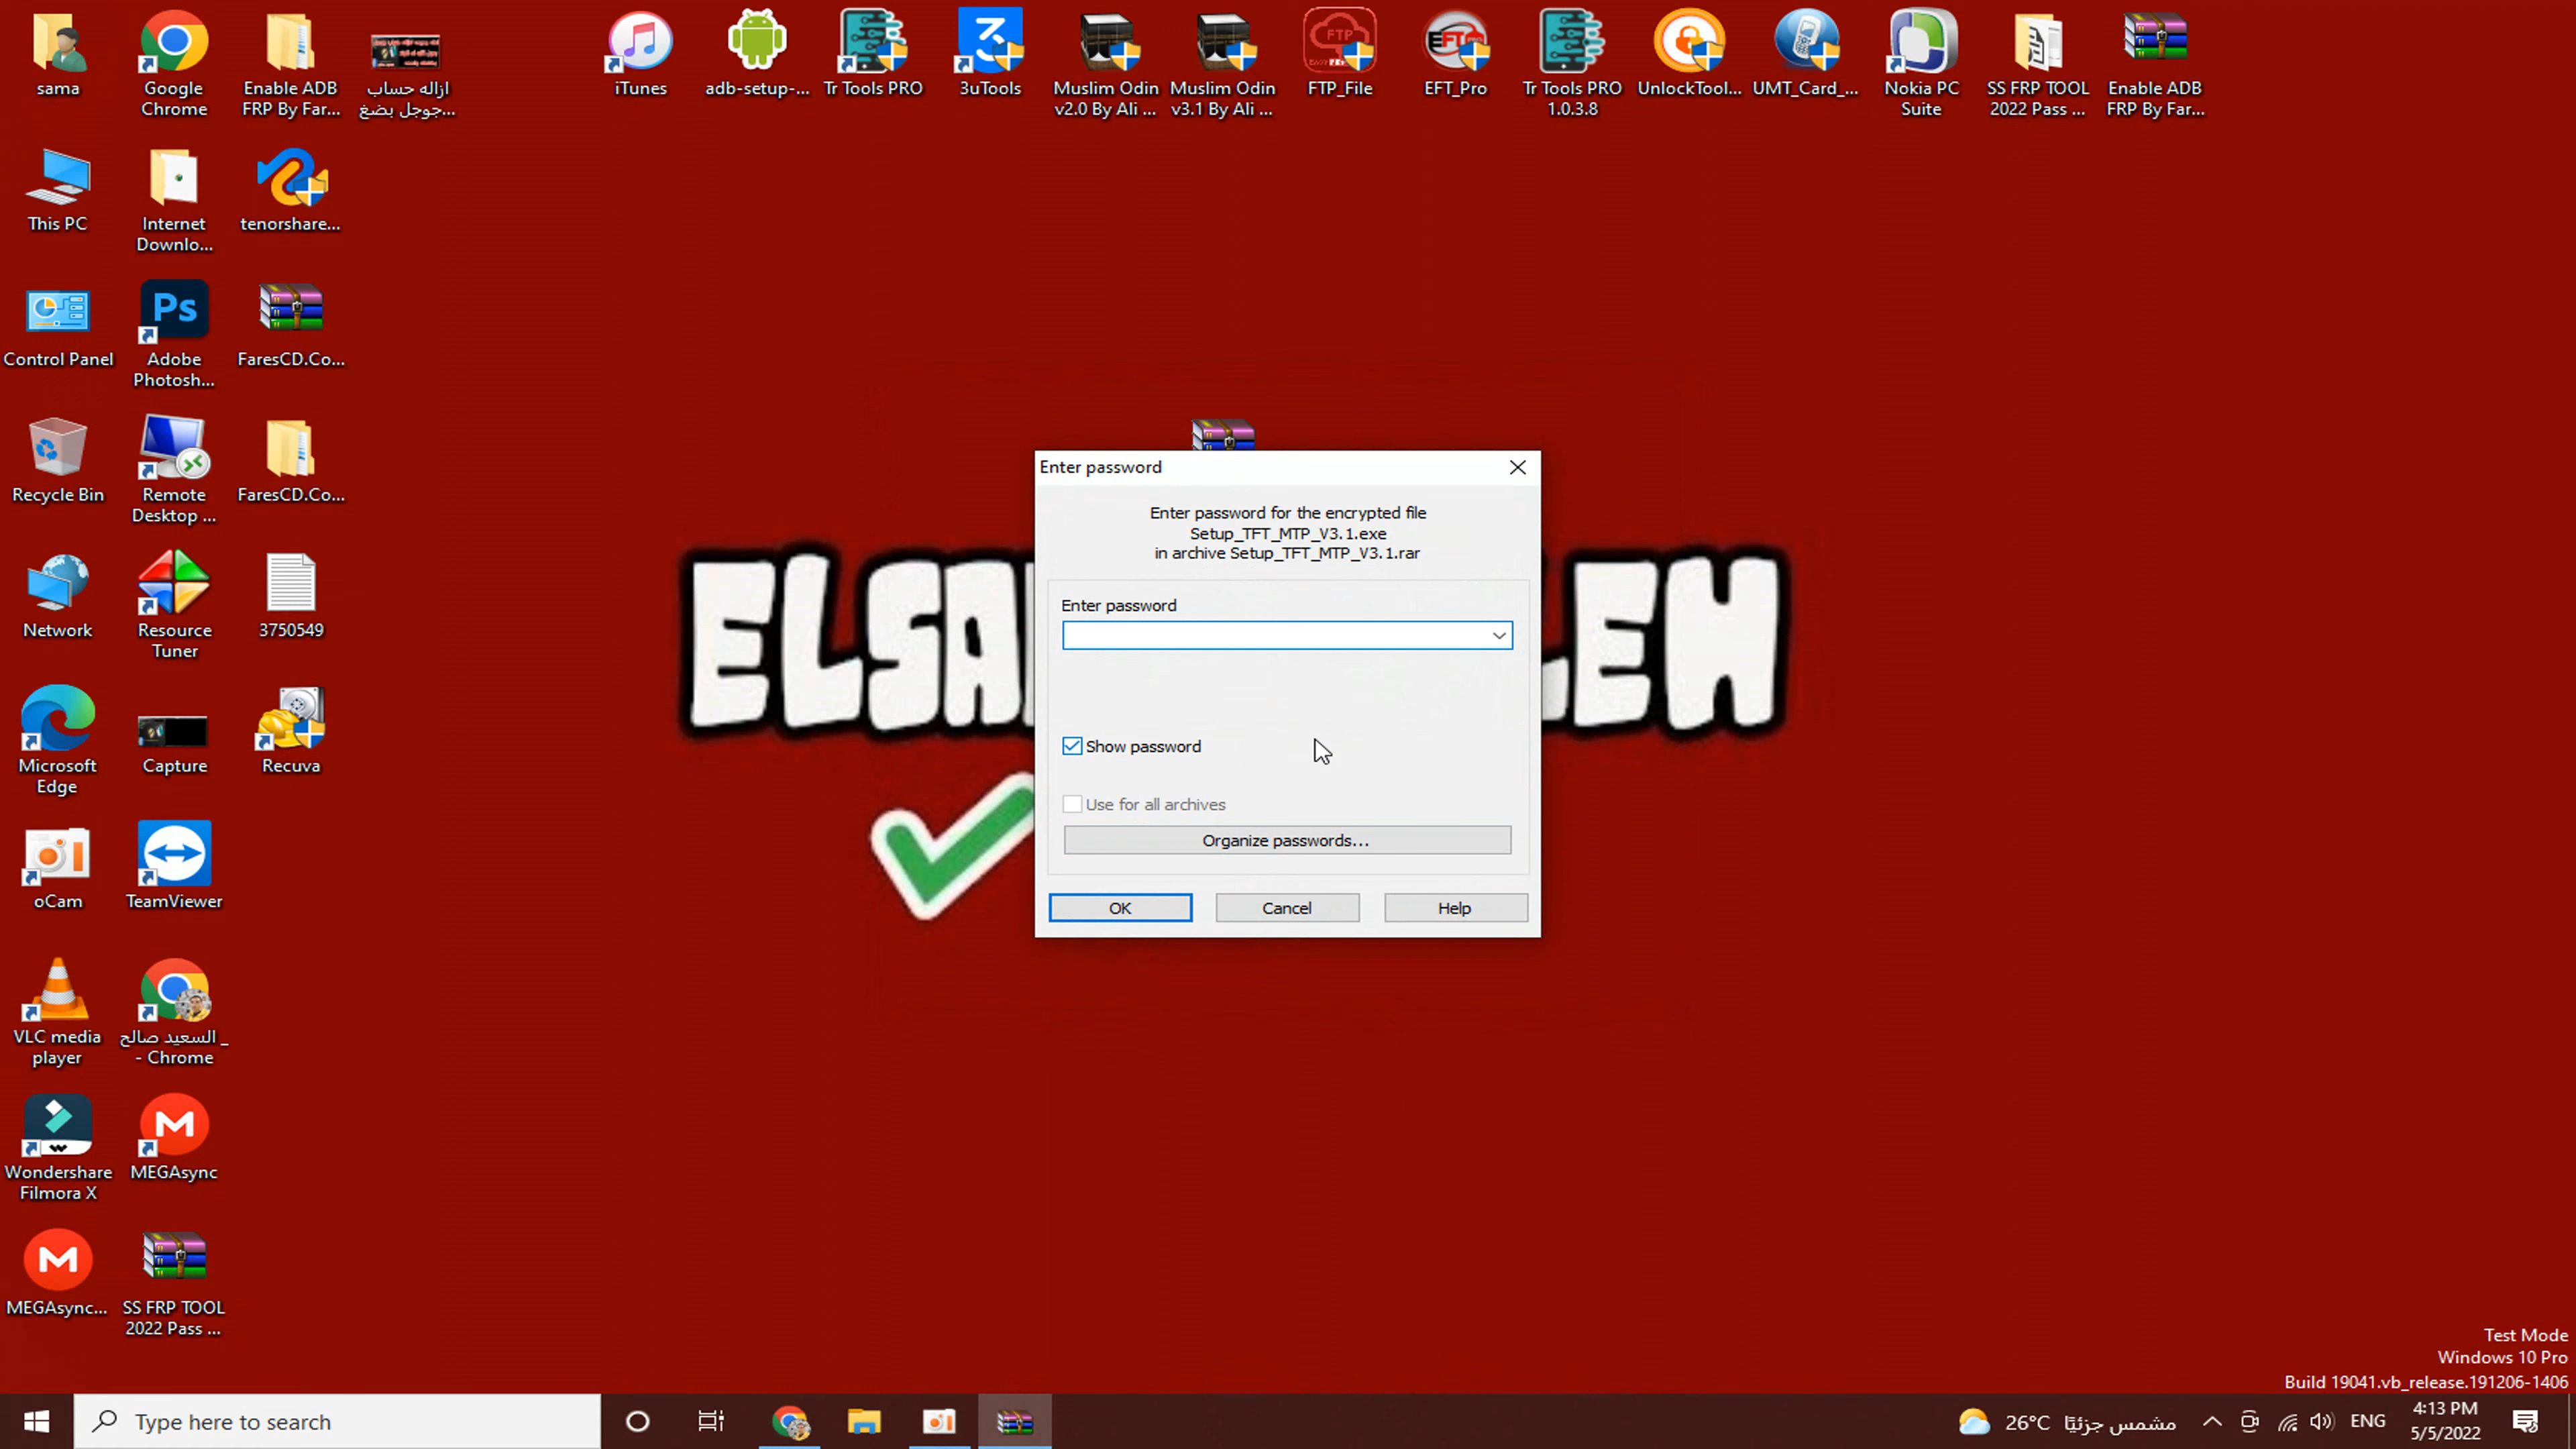 sama
Google
Chrome
Enable ADB
FRP By Far...
ازاله حساب
جوجل بضغ...
iTunes
adb-setup-...
Tr Tools PRO
3uTools
Muslim Odin
v2.0 By Ali ...
Muslim Odin
v3.1 By Ali ...
FTP
FTP_File
EFT
EFT_Pro
Tr Tools PRO
1.0.3.8
UnlockTool...
UMT_Card_...
Nokia PC
Suite
SS FRP TOOL
2022 Pass ...
Enable ADB
FRP By Far...
This PC
Internet
Downlo...
tenorshare...
Control Panel
Ps
Adobe
Photosh...
FaresCD.Co...
Recycle Bin
Remote
Desktop ...
FaresCD.Co...
Network
Resource
Tuner
3750549
Microsoft
Edge
Capture
Recuva
oCam
TeamViewer
VLC media
player
السعيد صالح _
- Chrome
Wondershare
Filmora X
MEGAsync
MEGAsync...
SS FRP TOOL
2022 Pass ...
ELSA
LEH
Enter password
Enter password for the encrypted file
Setup_TFT_MTP_V3.1.exe
in archive Setup_TFT_MTP_V3.1.rar
Enter password
Show password
Use for all archives
Organize passwords...
OK
Cancel
Help
Test Mode
Windows 10 Pro
Build 19041.vb_release.191206-1406
Type here to search
26°C مشمس جزئيًا
ENG
4:13 PM
5/5/2022